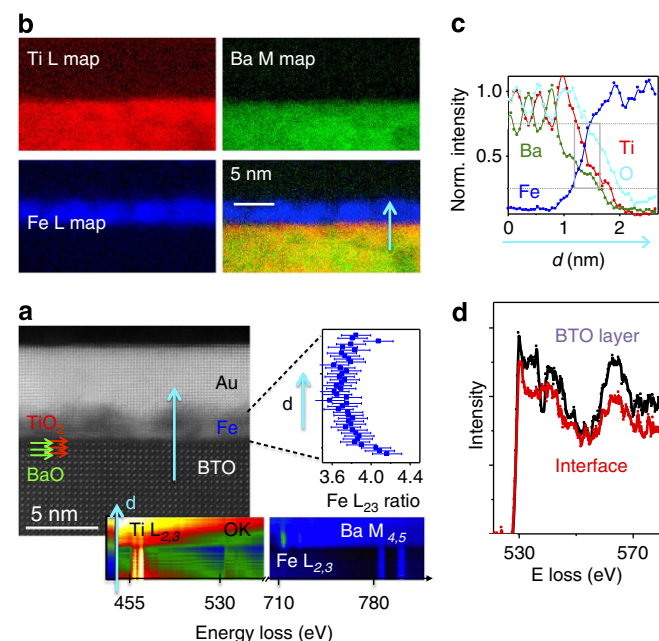 b
Ti L map
Ba M map
Fe L map
5 nm
c
1.0
0.5
Norm. intensity
Ba
Fe
Ti
O
0
1
2
d (nm)
a
Au
TiO2
Fe
BaO
BTO
5 nm
d
3.6
4.0
4.4
Fe L23 ratio
d
Ti L2,3
OK
Ba M4,5
Fe L2,3
455
530
710
780
Energy loss (eV)
d
BTO layer
Interface
Intensity
530
570
E loss (eV)